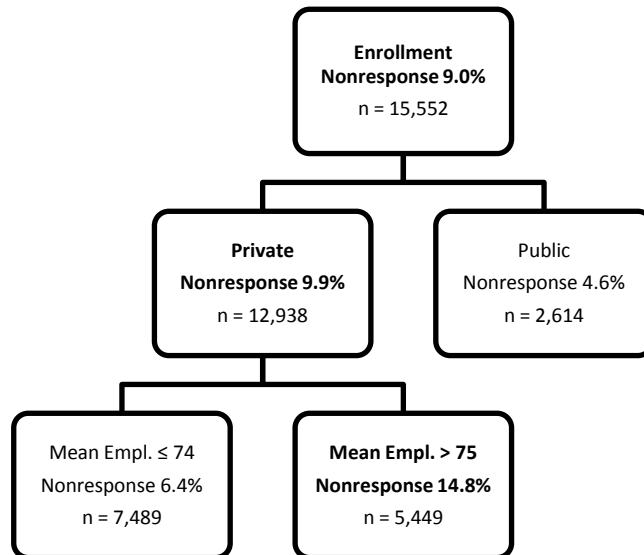 Enrollment
Nonresponse 9.0%
n = 15,552
Private
Nonresponse 9.9%
n = 12,938
Public
Nonresponse 4.6%
n = 2,614
Mean Empl. ≤ 74
Nonresponse 6.4%
n = 7,489
Mean Empl. > 75
Nonresponse 14.8%
n = 5,449